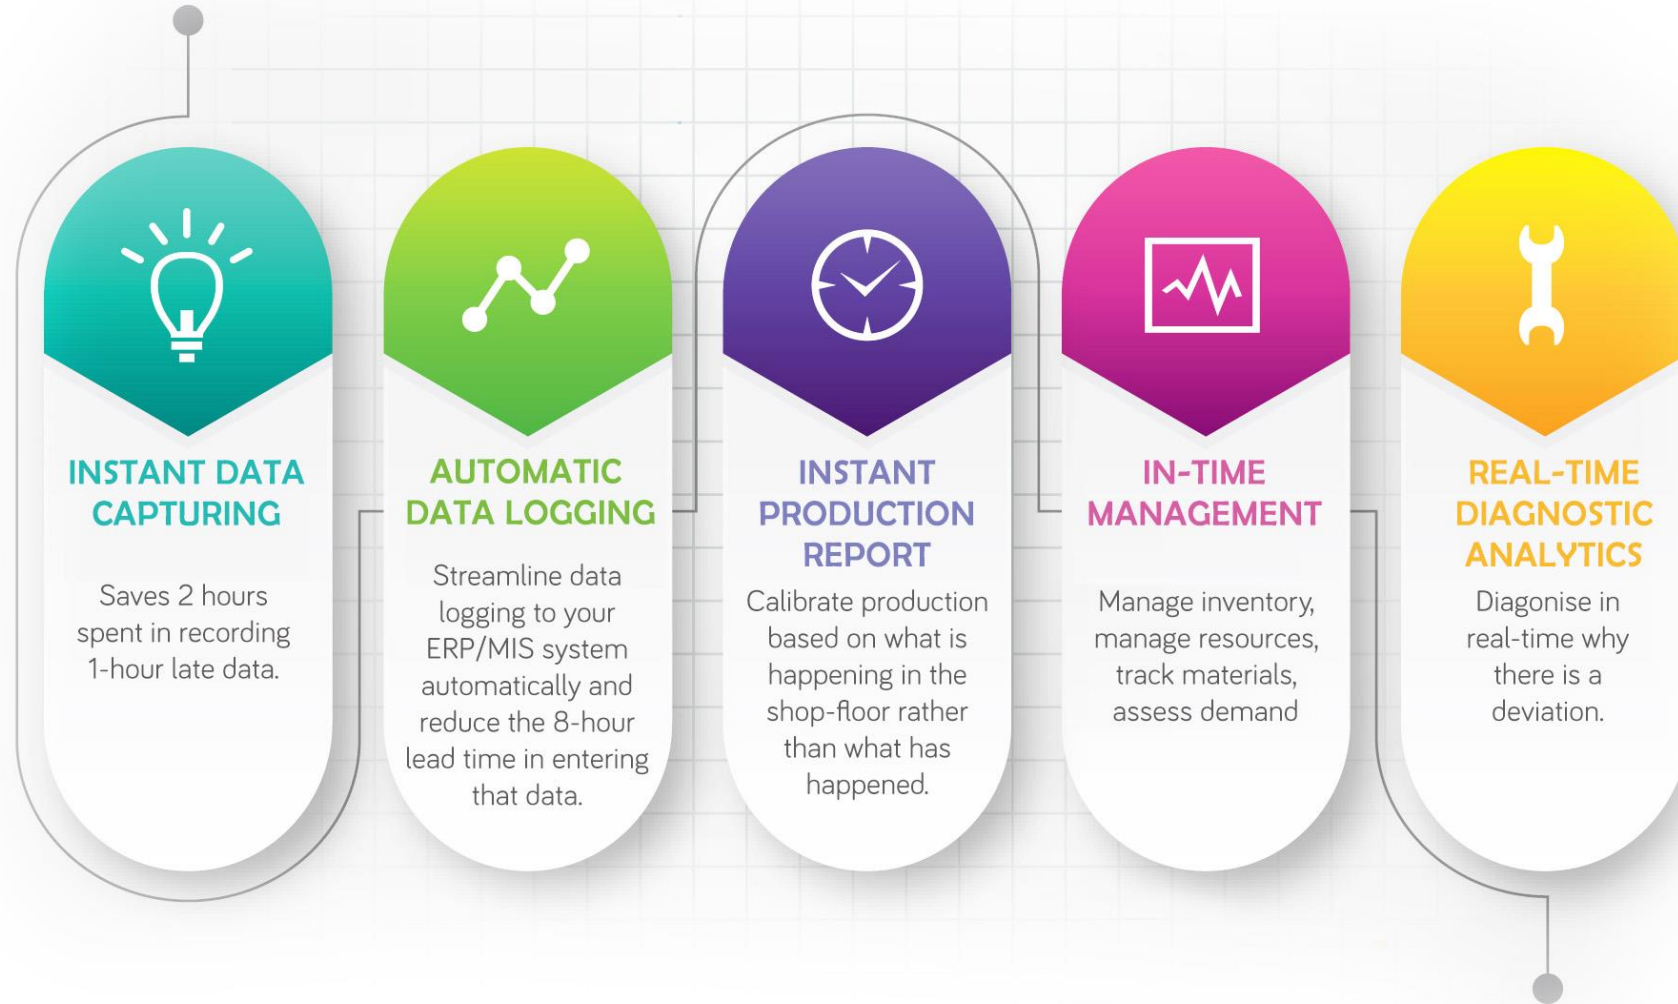 INSTANT DATA
CAPTURING
Saves 2 hours
spent in recording
1-hour late data.
AUTOMATIC
DATA LOGGING
Streamline data
logging to your
ERP/MIS system
automatically and
reduce the 8-hour
lead time in entering
that data.
INSTANT
PRODUCTION
REPORT
Calibrate production
based on what is
happening in the
shop-floor rather
than what has
happened.
IN-TIME
MANAGEMENT
Manage inventory,
manage resources,
track materials,
assess demand
REAL-TIME
DIAGNOSTIC
ANALYTICS
Diagonise in
real-time why
there is a
deviation.